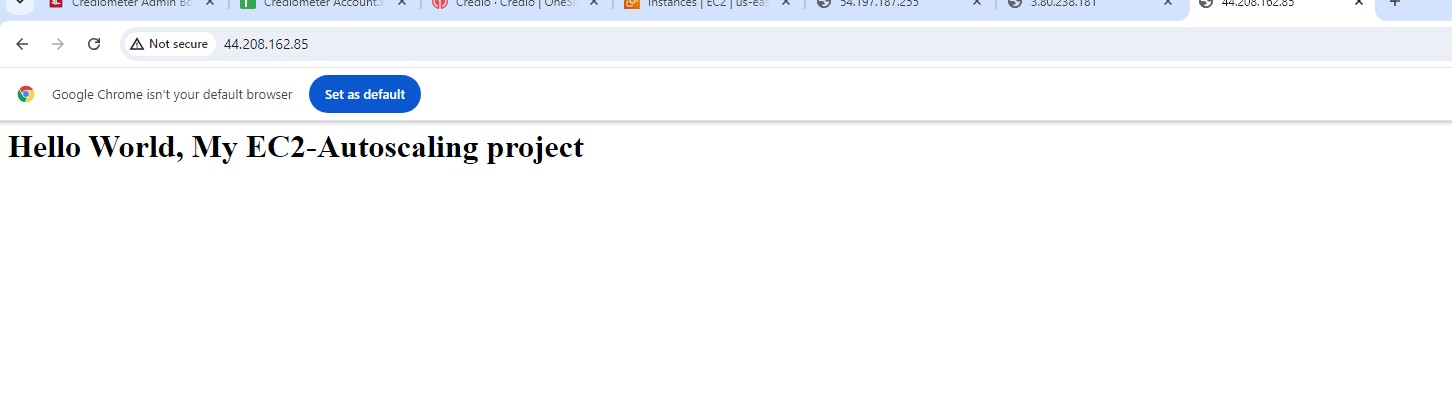 Crediometer Admin Bo
Crediometer Account.x
Credio · Credio | OneSi
Instances | EC2 | us-eas
54.197.187.255
3.80.238.181
44.208.162.85
Not secure
44.208.162.85
Google Chrome isn't your default browser
Set as default
Hello World, My EC2-Autoscaling project